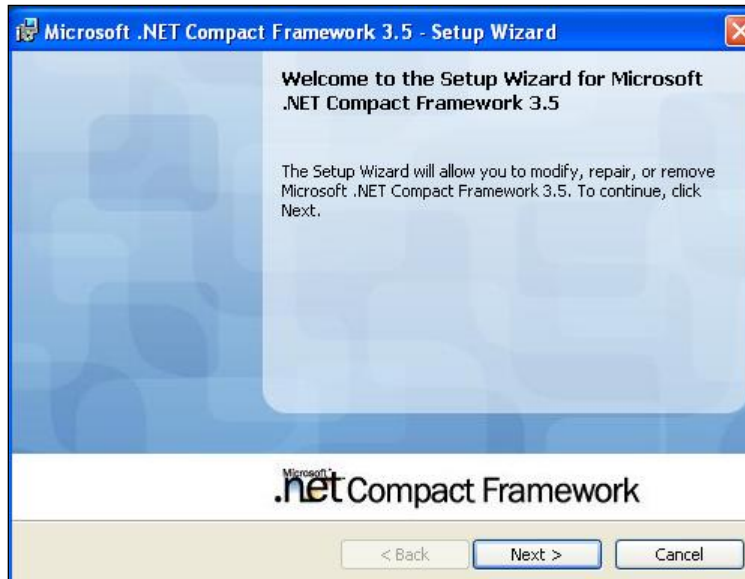 Microsoft .NET Compact Framework 3.5 - Setup Wizard
Welcome to the Setup Wizard for Microsoft
.NET Compact Framework 3.5
The Setup Wizard will allow you to modify, repair, or remove
Microsoft .NET Compact Framework 3.5. To continue, click
Next.
Microsoft
.net Compact Framework
< Back Next > Cancel